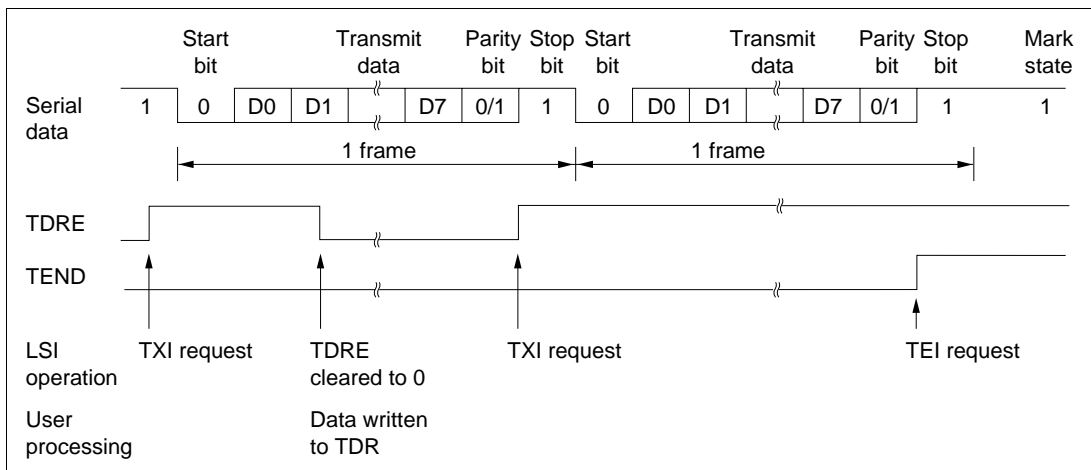 Start bit Transmit data Parity bit Stop bit Start bit Transmit data Parity bit Stop bit Mark state
Serial data 1 0 D0 D1 D7 0/1 1 0 D0 D1 D7 0/1 1 1
1 frame 1 frame
TDRE
TEND
LSI operation TXI request TDRE cleared to 0 TXI request TEI request
User processing Data written to TDR